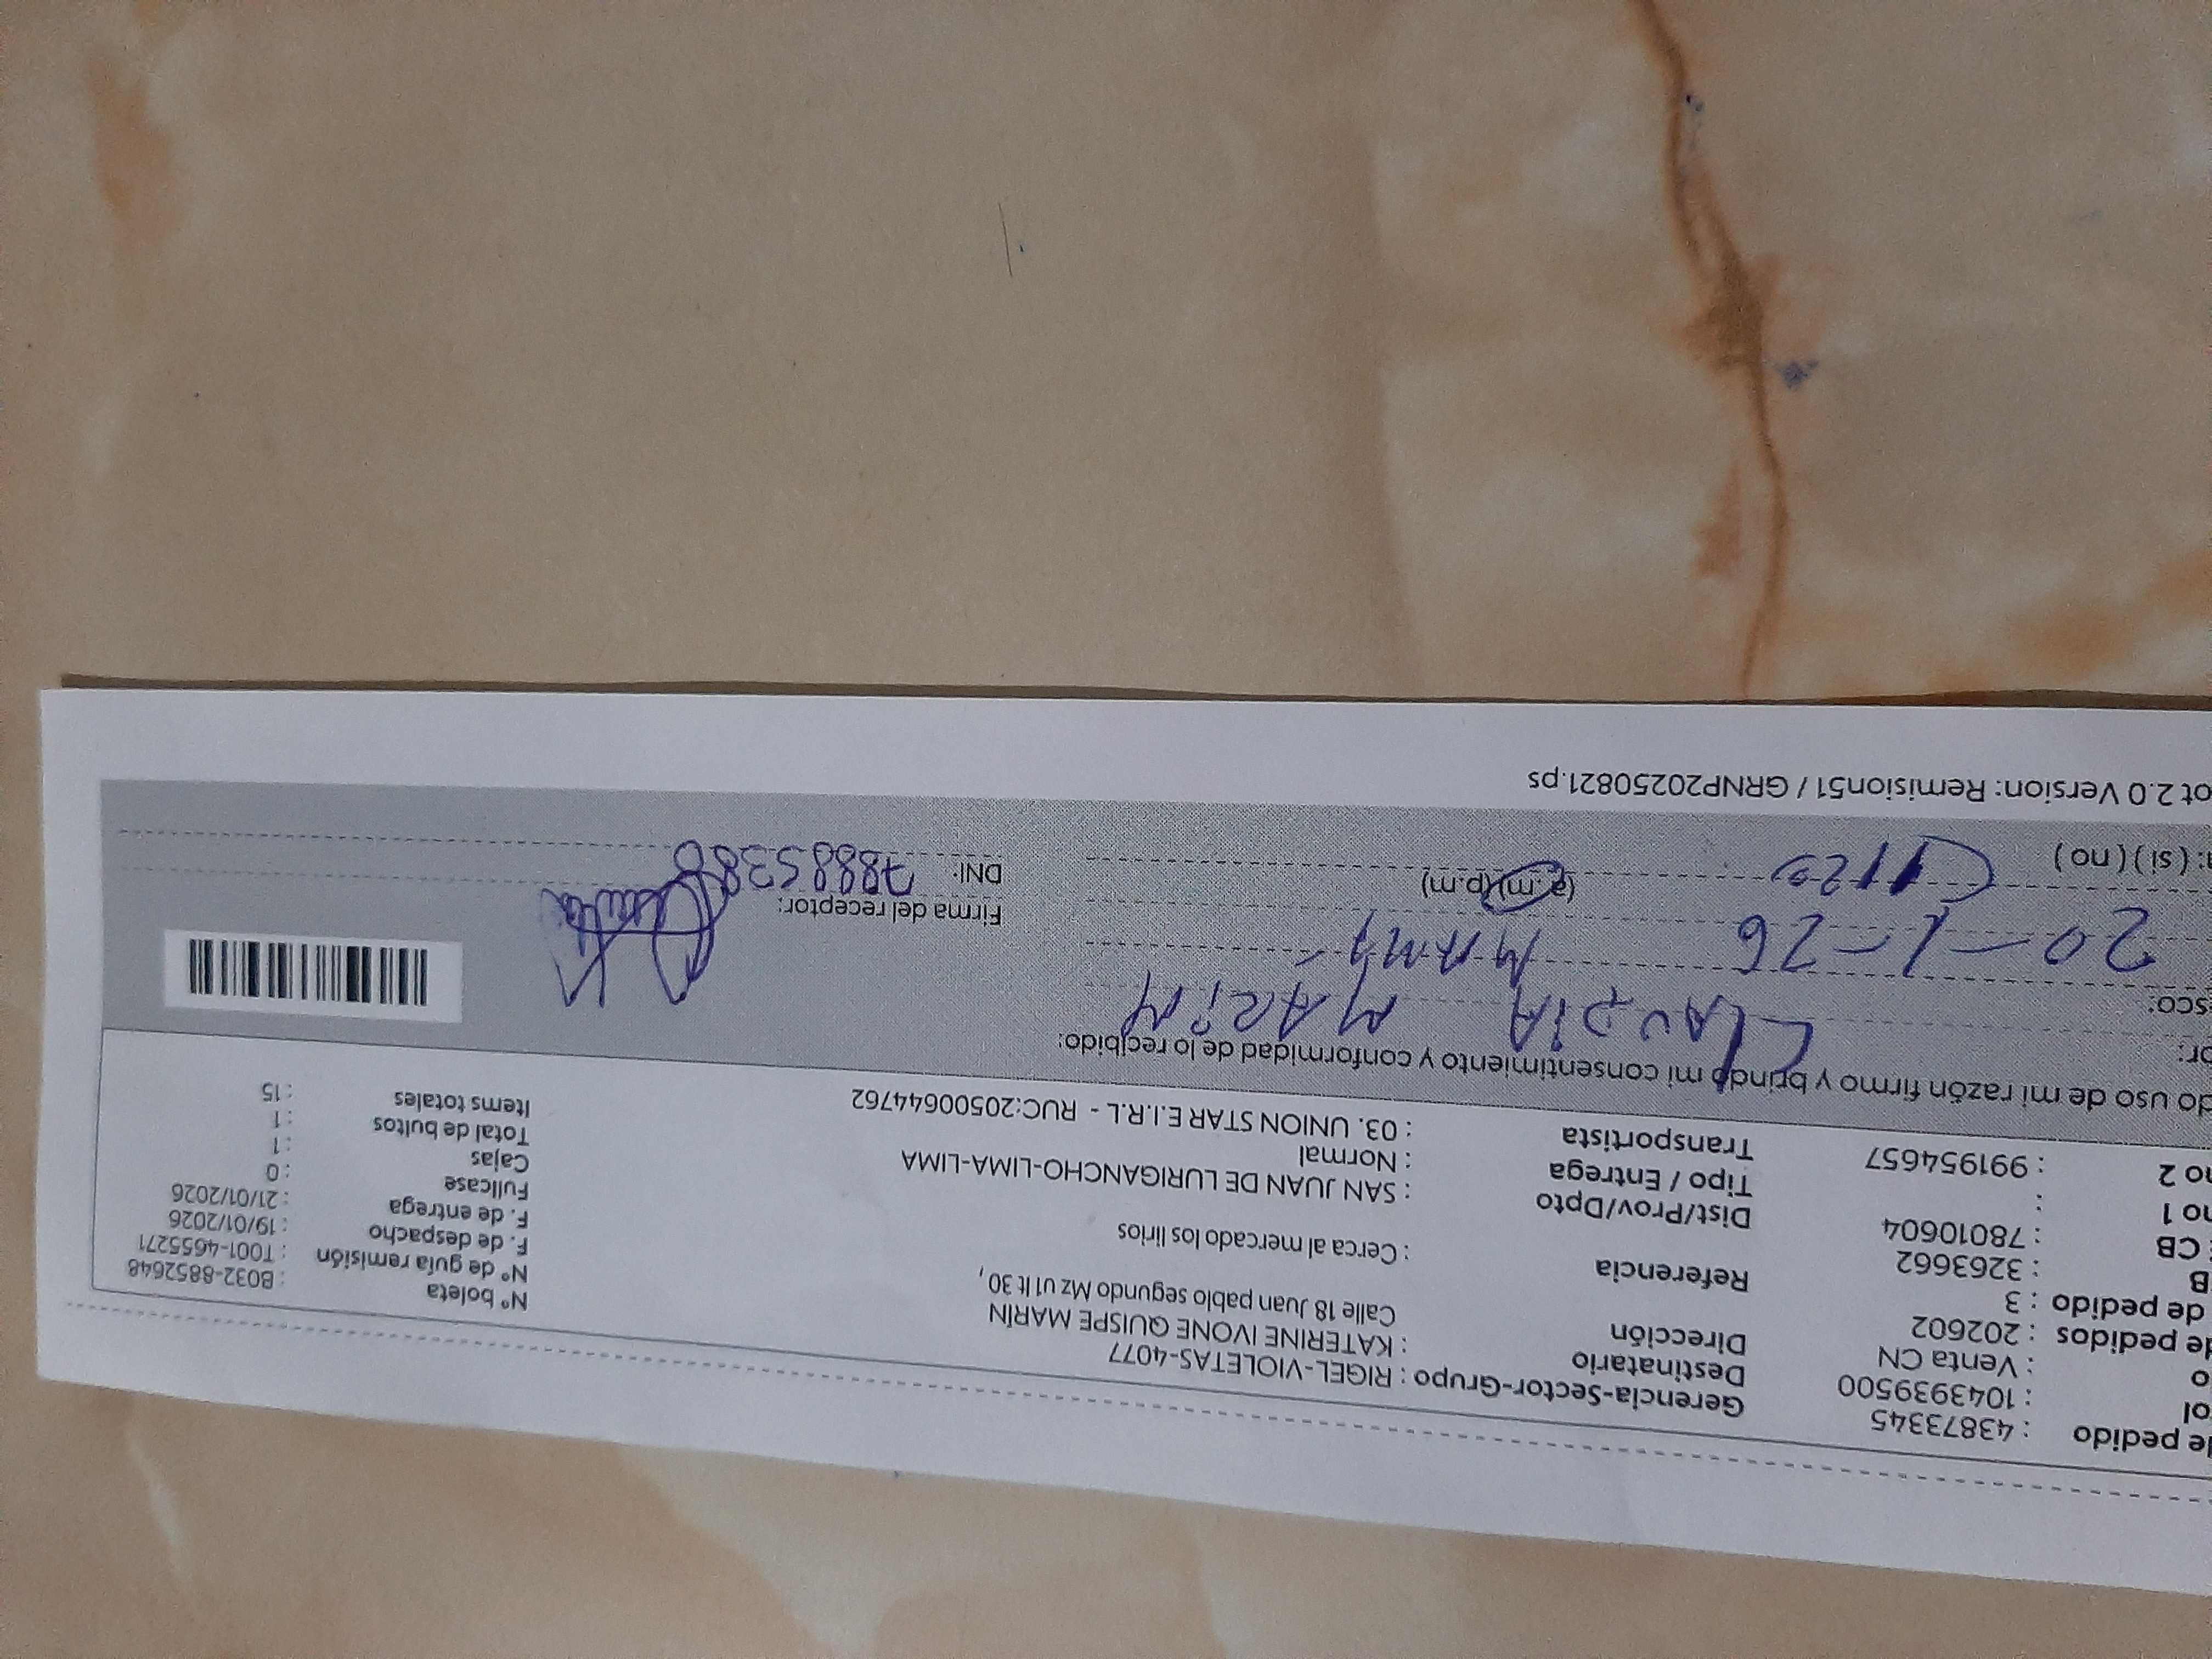 de pedido : 43873345 Gerencia-Sector-Grupo : RIGEL-VIOLETAS-4077
rol : 1043939500 Destinatario : KATERINE IVONE QUISPE MARÍN N° boleta : B032-8852648
o : Venta CN Dirección Calle 18 Juan pablo segundo Mz u1 lt 30 , N° de guía remisión : T001-4655271
de pedidos : 202602 F. de despacho : 19/01/2026
de pedido : 3 Referencia : Cerca al mercado los lirios F. de entrega : 21/01/2026
B : 3263662 Fullcase : 0
CB : 78010604 Dist/Prov/Dpto : SAN JUAN DE LURIGANCHO-LIMA-LIMA Cajas : 1
no 1 : Tipo / Entrega : Normal Total de bultos : 1
no 2 : 991954657 Transportista : 03. UNION STAR E.I.R.L - RUC:20500644762 Items totales : 15
do uso de mi razón firmo y brindo mi consentimiento y conformidad de lo recibido:
or: CLAUDIA MARiN
sco: MAMÁ
20-1-26 Firma del receptor:
(a.m) (p.m) DNI: 78885388
: ( si ) ( no )
ot 2.0 Version: Remision51 / GRNP20250821.ps